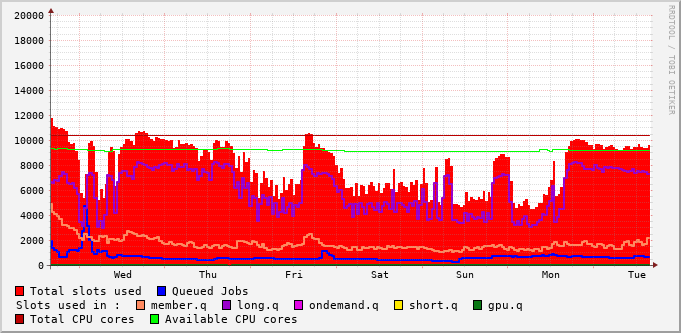 20000
18000
16000
14000
12000
10000
8000
6000
4000
2000
0
Wed Thu Fri Sat Sun Mon Tue
RRDTOOL / TOBI OETIKER
Total slots used Queued Jobs
Slots used in : member.q long.q ondemand.q short.q gpu.q
Total CPU cores Available CPU cores